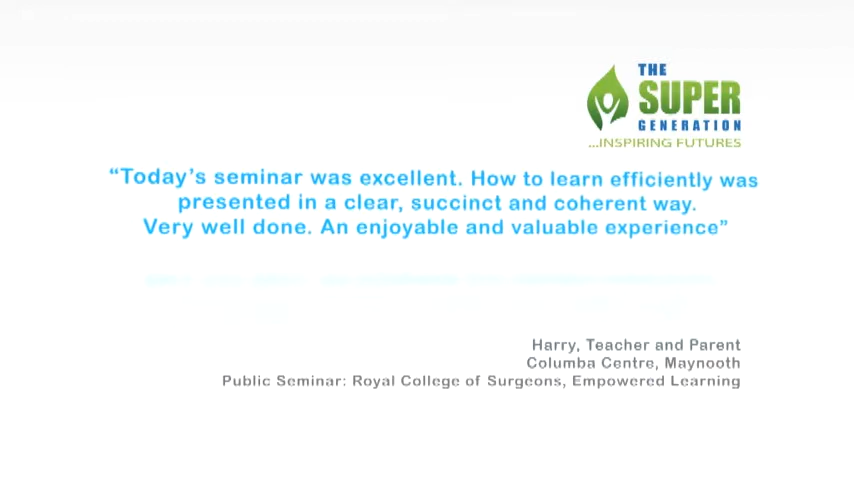 THE
SUPER
GENERATION
...INSPIRING FUTURES
“Today’s seminar was excellent. How to learn efficiently was
presented in a clear, succinct and coherent way.
Very well done. An enjoyable and valuable experience”
Harry, Teacher and Parent
Columba Centre, Maynooth
Public Seminar: Royal College of Surgeons, Empowered Learning